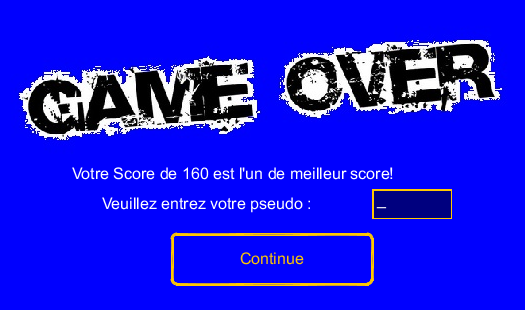 GAME OVER
Votre Score de 160 est l'un de meilleur score!
Veuillez entrez votre pseudo : _
Continue